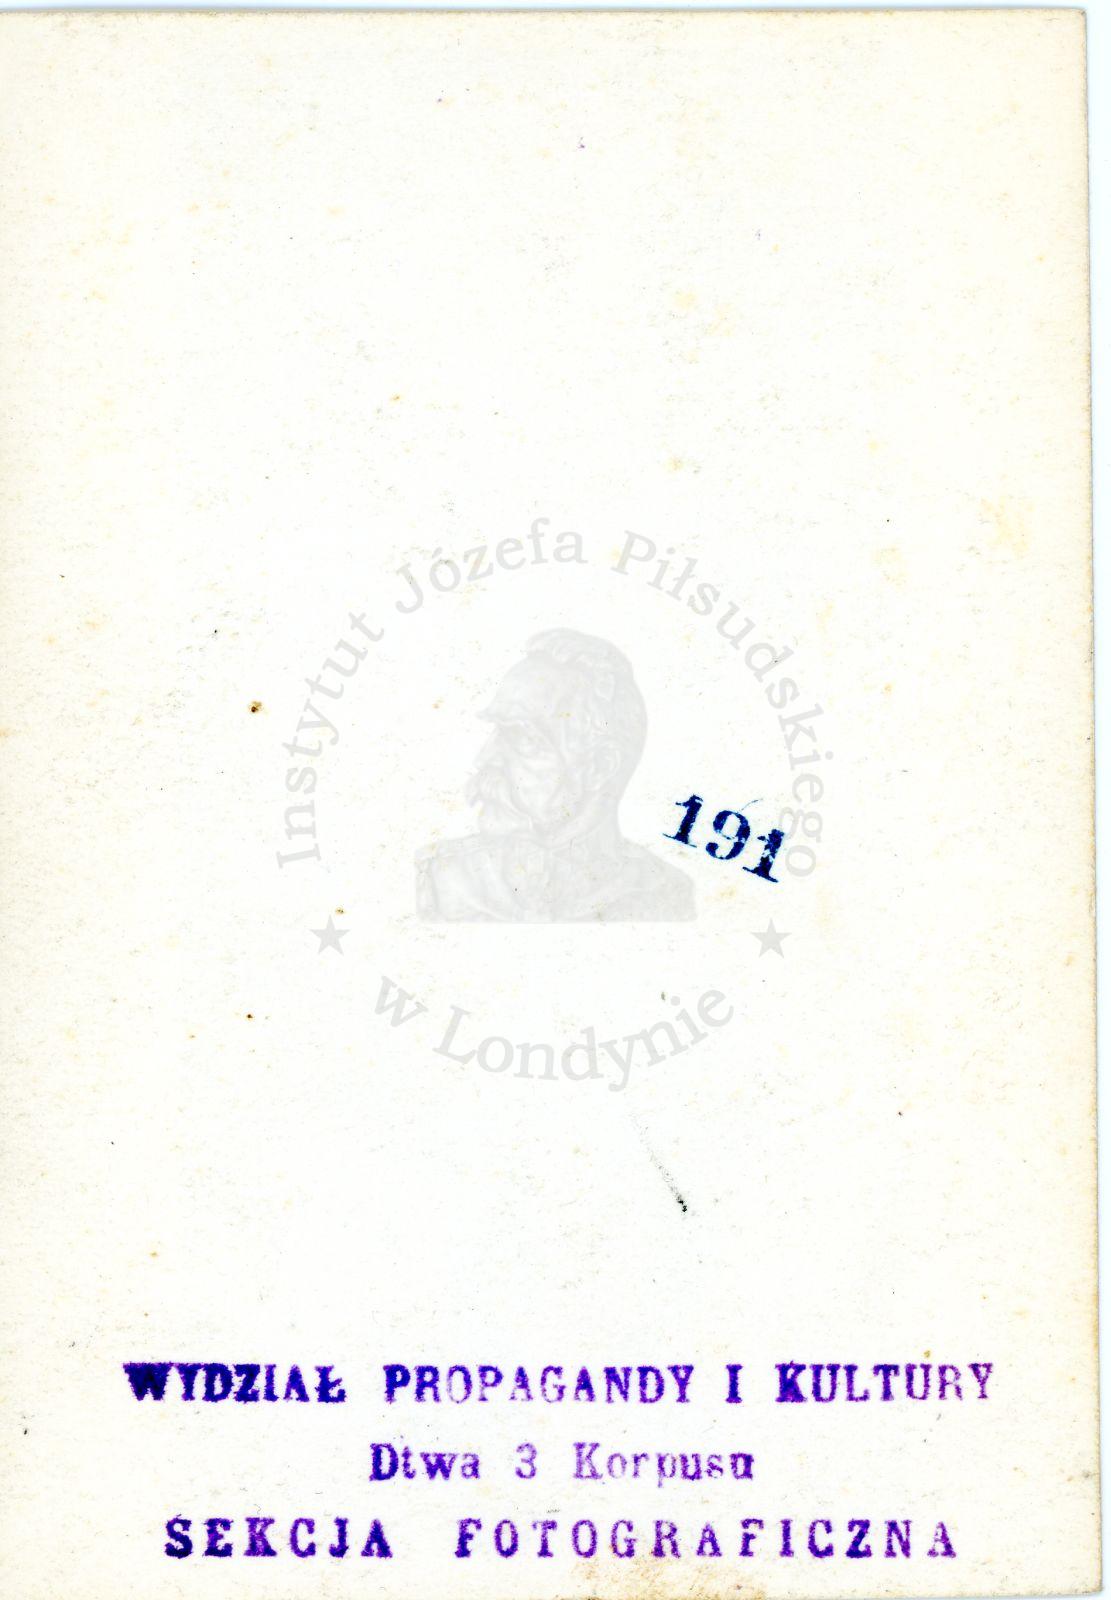 Instytut Józefa Piłsudskiego
191
w Londynie
WYDZIAŁ PROPAGANDY I KULTURY
Dtwa 3 Korpusu
SEKCJA FOTOGRAFICZNA